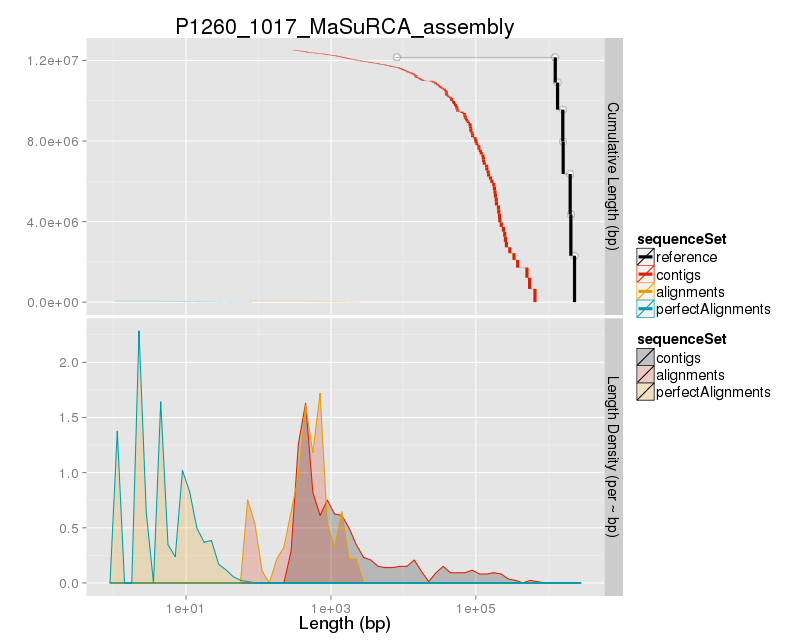 P1260_1017_MaSuRCA_assembly
1.2e+07
8.0e+06
4.0e+06
0.0e+00
Cumulative Length (bp)
2.0
1.5
1.0
0.5
0.0
Length Density (per ~ bp)
1e+01
1e+03
1e+05
Length (bp)
sequenceSet
reference
contigs
alignments
perfectAlignments
sequenceSet
contigs
alignments
perfectAlignments